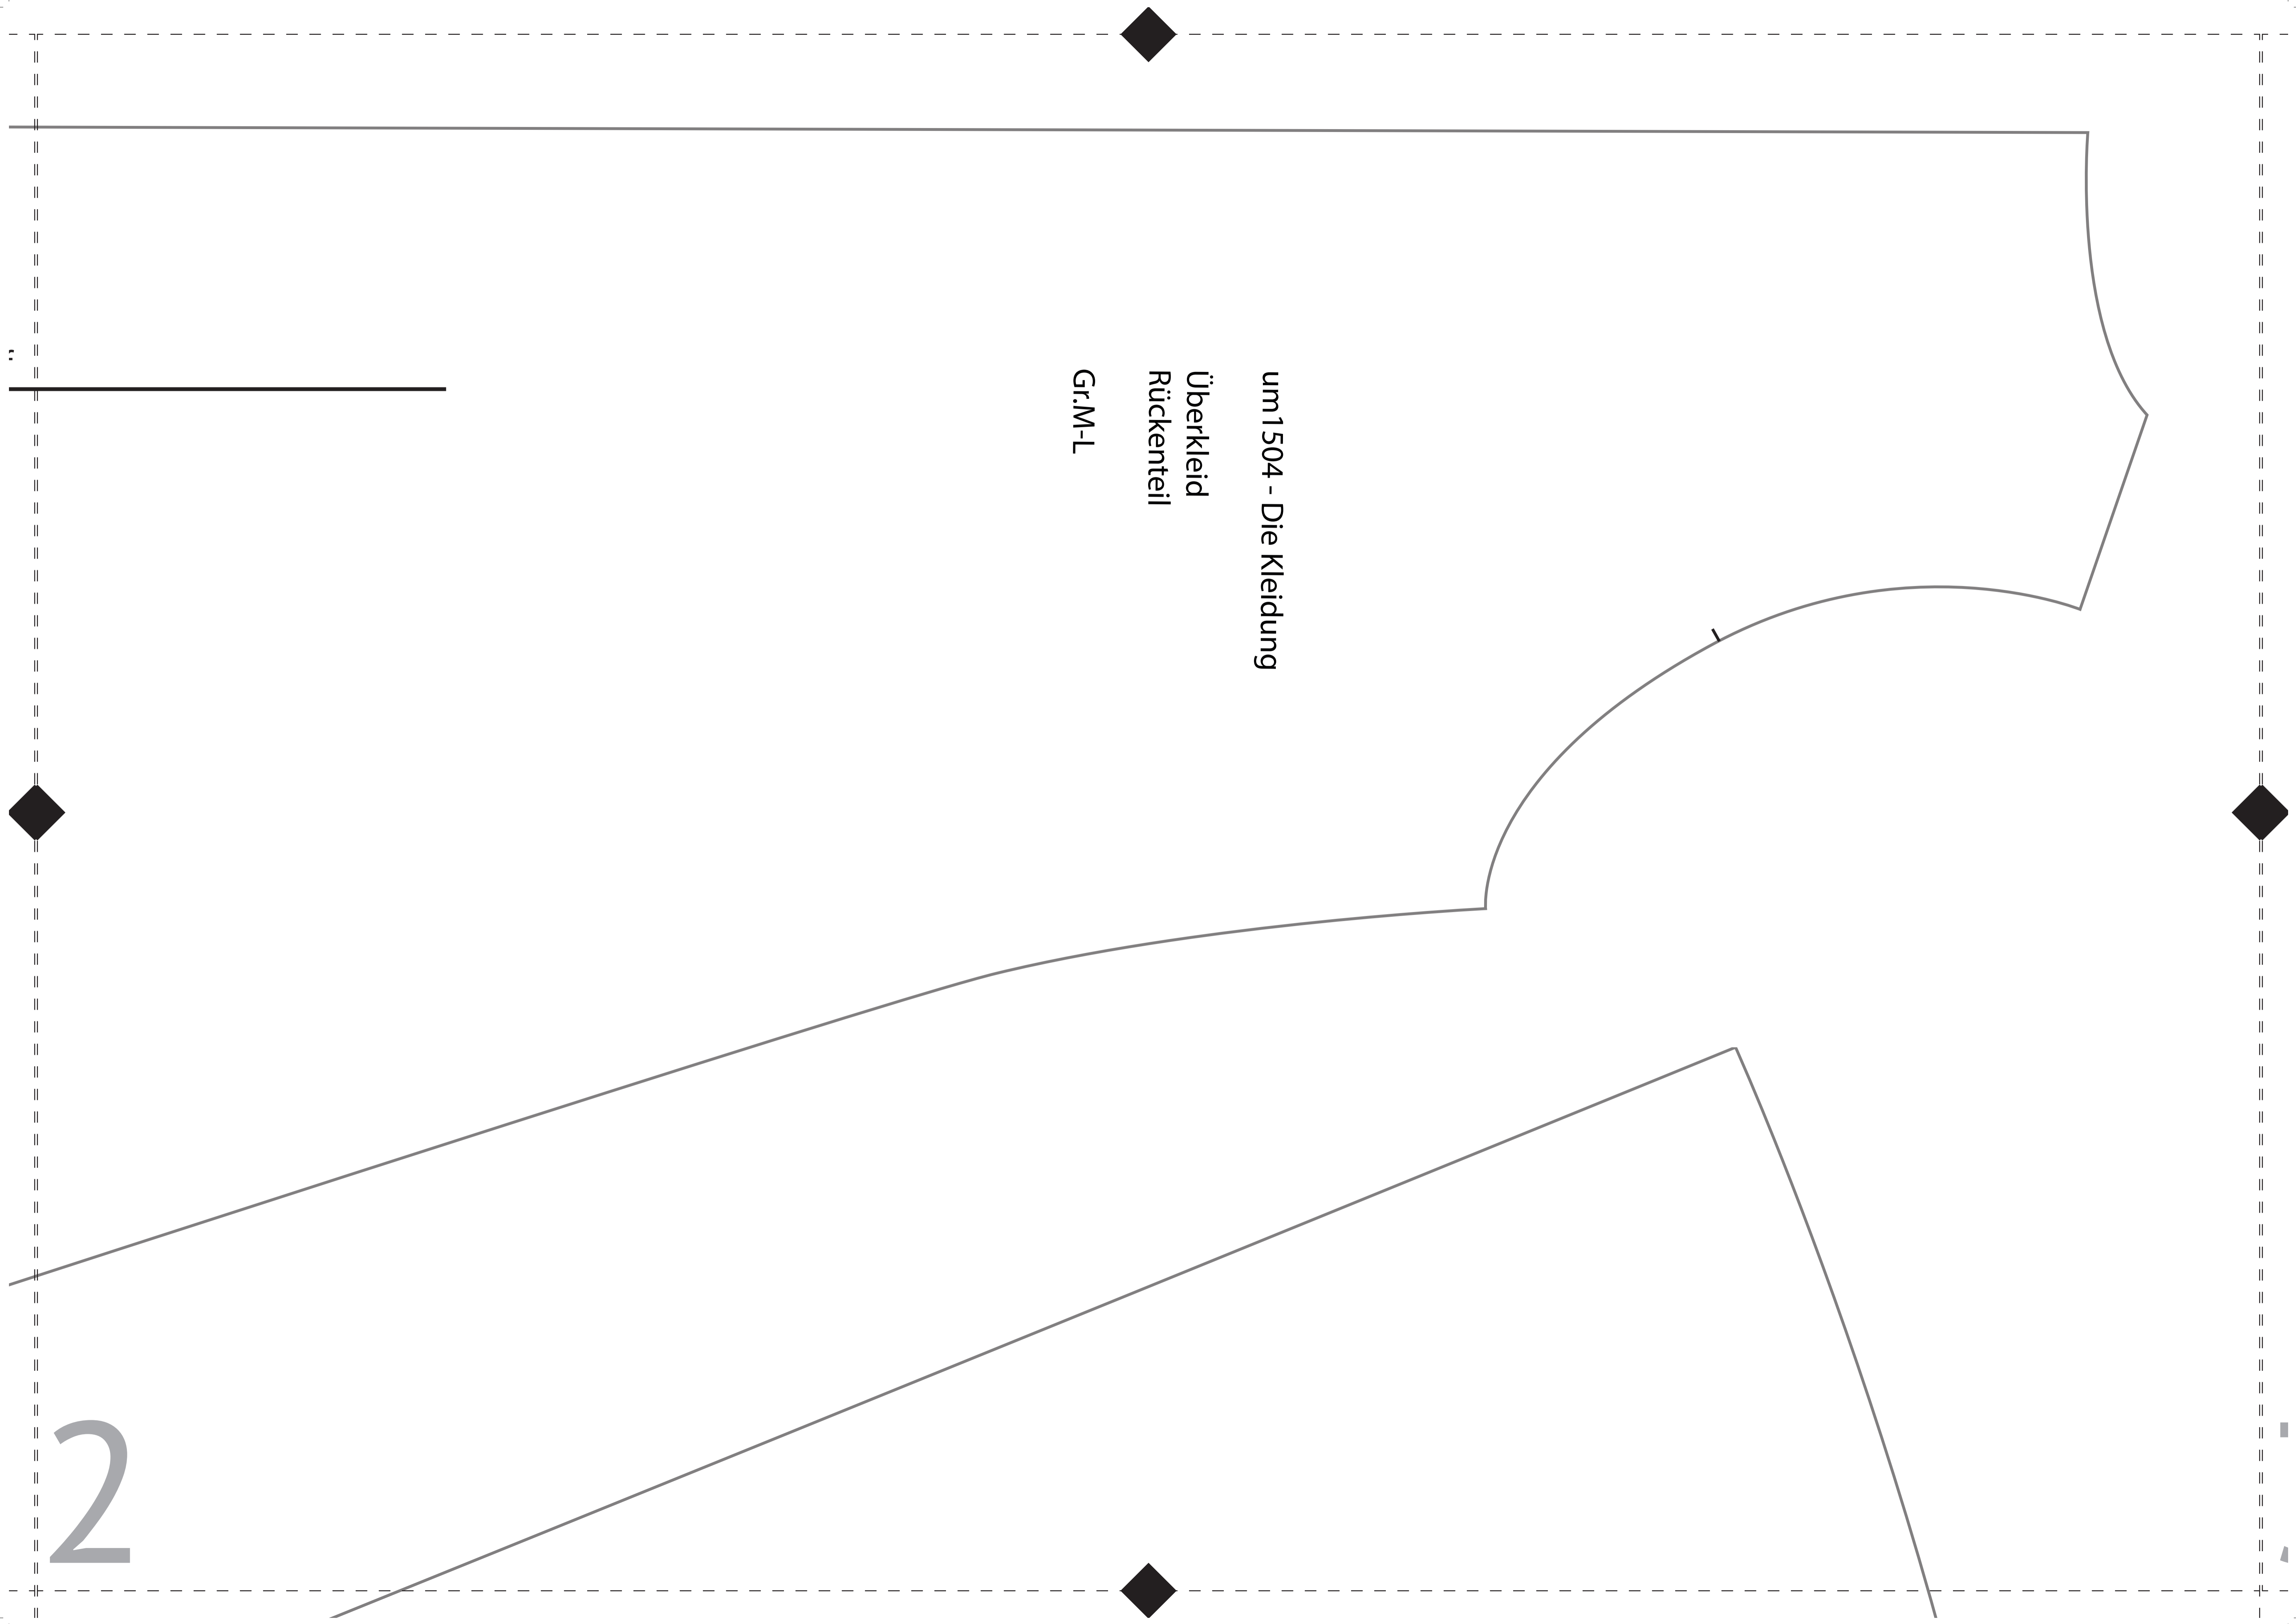 um1504 - Die Kleidung
Überkleid
Rückenteil
Gr.M-L
2